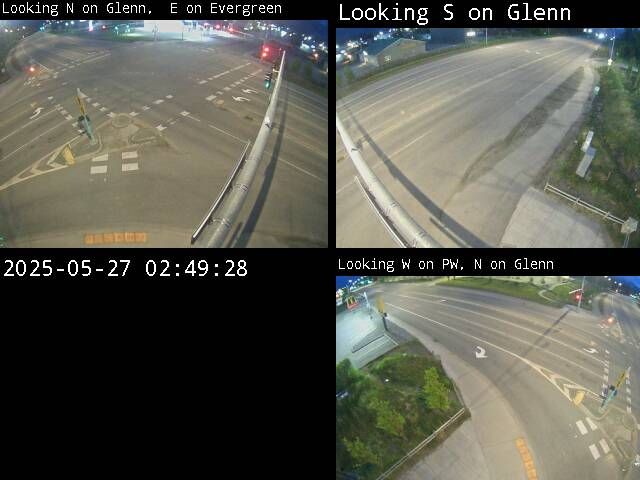 Looking N on Glenn,  E on Evergreen
Looking S on Glenn
2025-05-27 02:49:28
Looking W on PW, N on Glenn